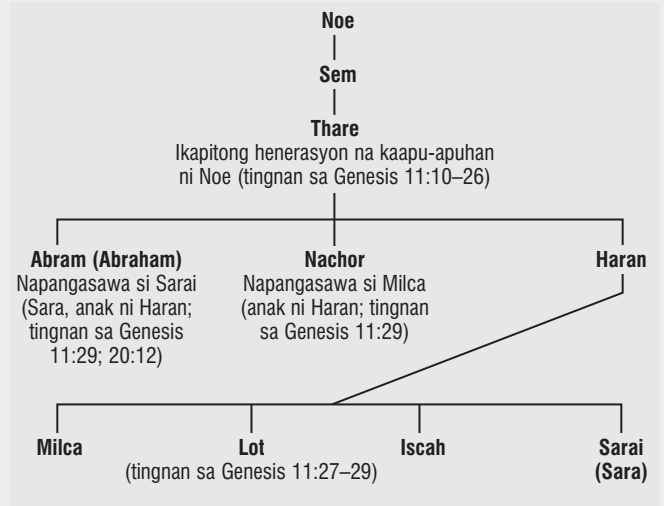 Noe
Sem
Thare
Ikapitong henerasyon na kaapu-apuhan
ni Noe (tingnan sa Genesis 11:10–26)
Abram (Abraham)
Napangasawa si Sarai
(Sara, anak ni Haran;
tingnan sa Genesis
11:29; 20:12)
Nachor
Napangasawa si Milca
(anak ni Haran; tingnan
sa Genesis 11:29)
Haran
Milca
Lot
Iscah
Sarai
(Sara)
(tingnan sa Genesis 11:27–29)